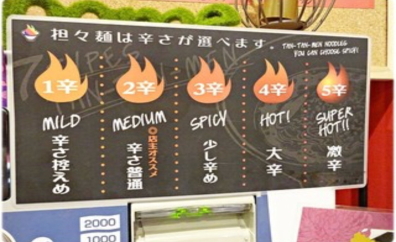 担々麺は辛さが選べます。
TAN-TAN-MEN NOODLES
YOU CAN CHOOSE SPICY!
1辛
MILD
辛さ控えめ
2辛
MEDIUM
◎店主オススメ
辛さ普通
3辛
SPICY
少し辛め
4辛
HOT!
大辛
5辛
SUPER
HOT!!
激辛
2000
1000